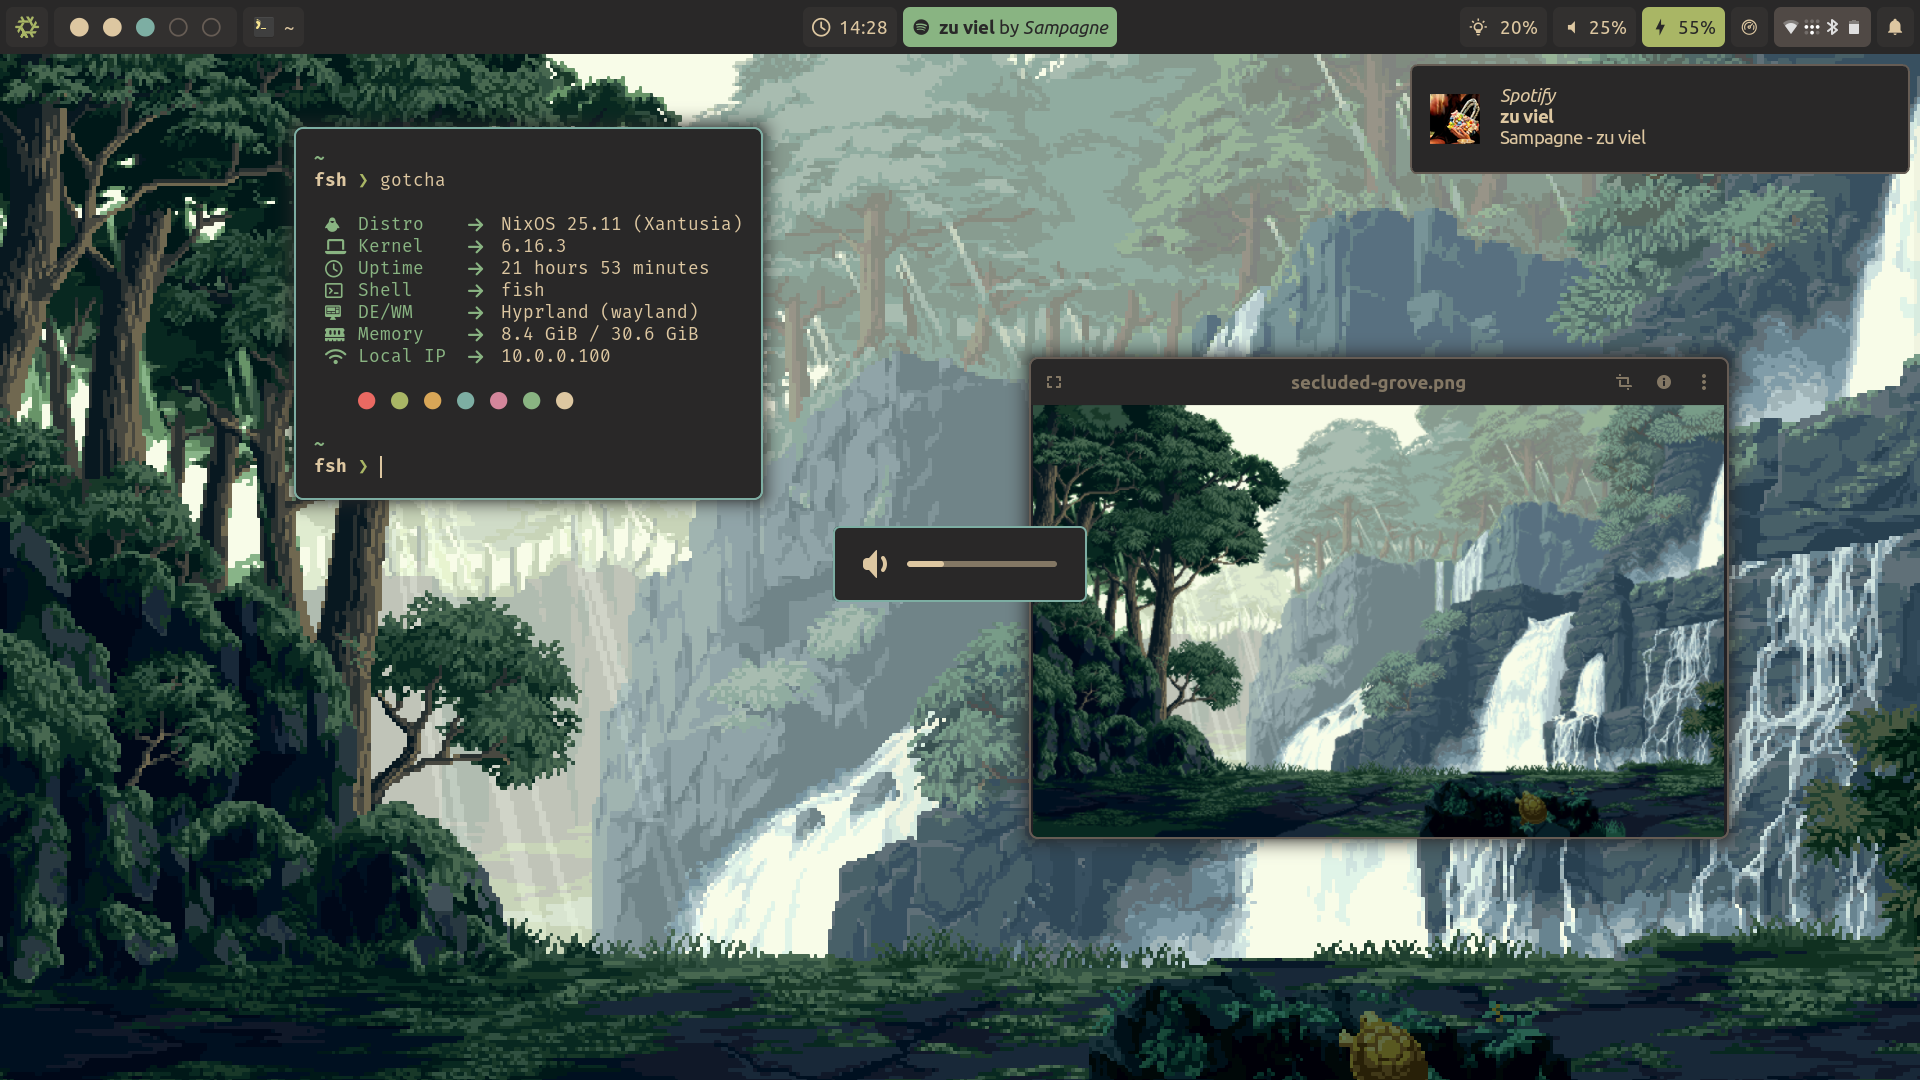 ~
14:28
zu viel by Sampagne
20%
25%
55%
Spotify
zu viel
Sampagne - zu viel
~
fsh ❯ gotcha
Distro → NixOS 25.11 (Xantusia)
Kernel → 6.16.3
Uptime → 21 hours 53 minutes
Shell → fish
DE/WM → Hyprland (wayland)
Memory → 8.4 GiB / 30.6 GiB
Local IP → 10.0.0.100
~
fsh ❯
secluded-grove.png